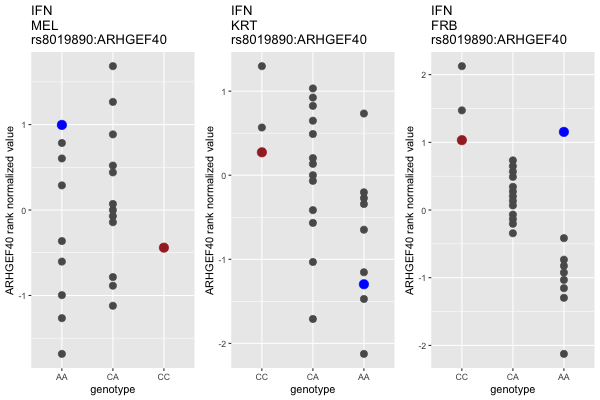 IFN
MEL
rs8019890:ARHGEF40
ARHGEF40 rank normalized value
1
0
-1
AA
CA
CC
genotype
IFN
KRT
rs8019890:ARHGEF40
ARHGEF40 rank normalized value
1
0
-1
-2
CC
CA
AA
genotype
IFN
FRB
rs8019890:ARHGEF40
ARHGEF40 rank normalized value
2
1
0
-1
-2
CC
CA
AA
genotype